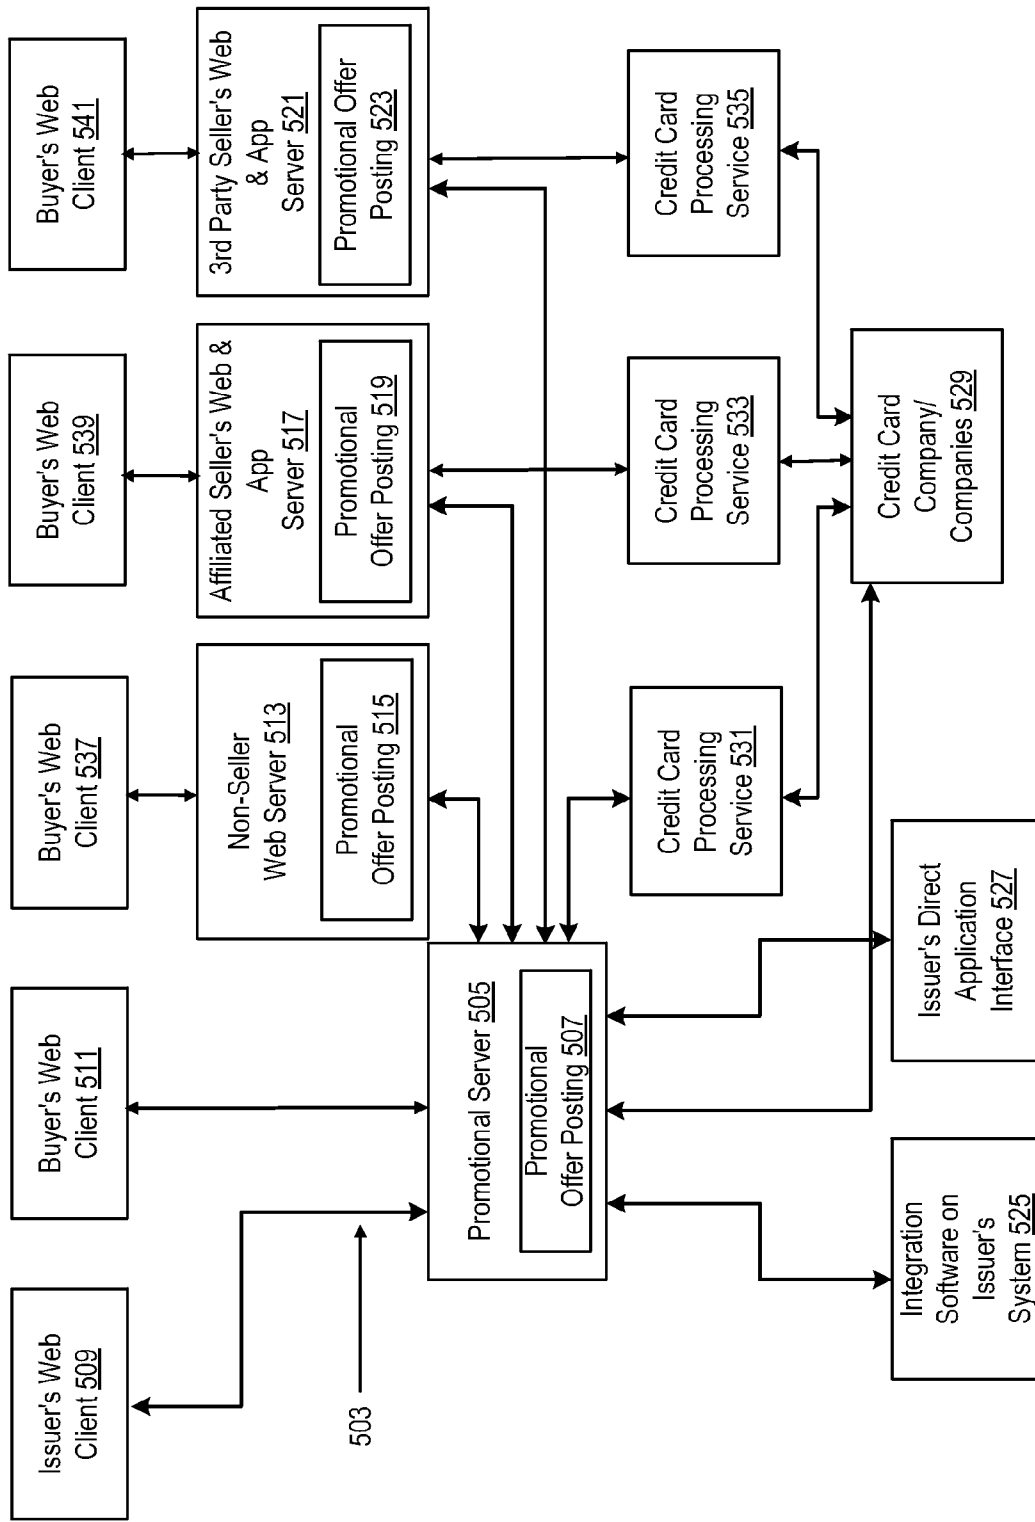 Issuer's Web
Client 509
Buyer's Web
Client 511
Buyer's Web
Client 537
Buyer's Web
Client 539
Buyer's Web
Client 541
503
Promotional Server 505
Promotional
Offer Posting 507
Non-Seller
Web Server 513
Promotional
Offer Posting 515
Affiliated Seller's Web &
App
Server 517
Promotional
Offer Posting 519
3rd Party Seller's Web
& App
Server 521
Promotional Offer
Posting 523
Credit Card
Processing
Service 531
Credit Card
Processing
Service 533
Credit Card
Processing
Service 535
Integration
Software on
Issuer's
System 525
Issuer's Direct
Application
Interface 527
Credit Card
Company/
Companies 529